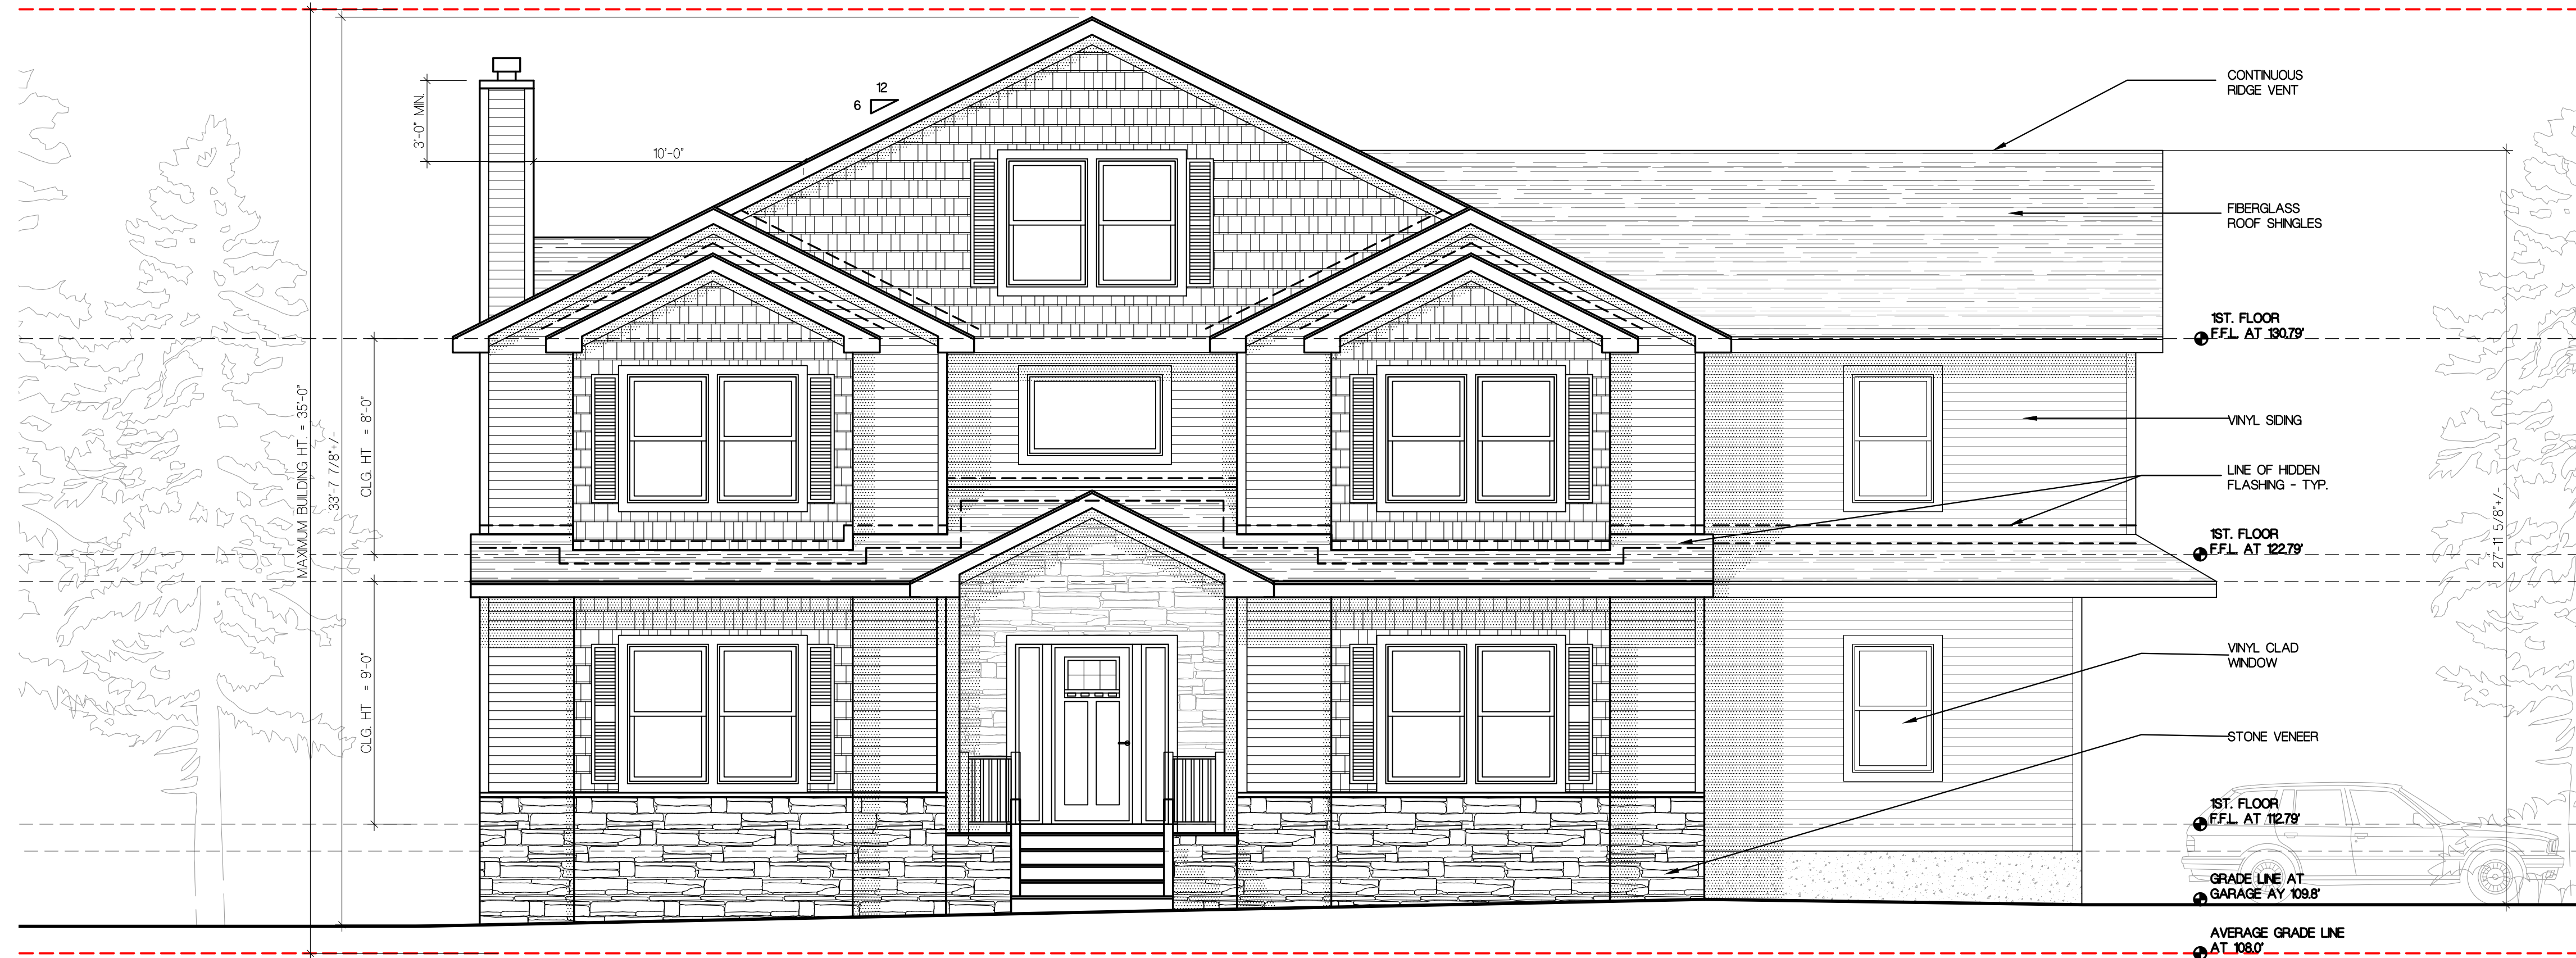 12
6
3'-0" MIN.
10'-0"
MAXIMUM BUILDING HT. = 35'-0"
33'-7 7/8"+/-
CLG. HT = 8'-0"
CLG. HT = 9'-0"
CONTINUOUS
RIDGE VENT
FIBERGLASS
ROOF SHINGLES
1ST. FLOOR
F.F.L. AT 130.79'
VINYL SIDING
LINE OF HIDDEN
FLASHING - TYP.
27'-11 5/8"+/-
1ST. FLOOR
F.F.L. AT 122.79'
VINYL CLAD
WINDOW
STONE VENEER
1ST. FLOOR
F.F.L. AT 112.79'
GRADE LINE AT
GARAGE AY 109.8'
AVERAGE GRADE LINE
AT 108.0'